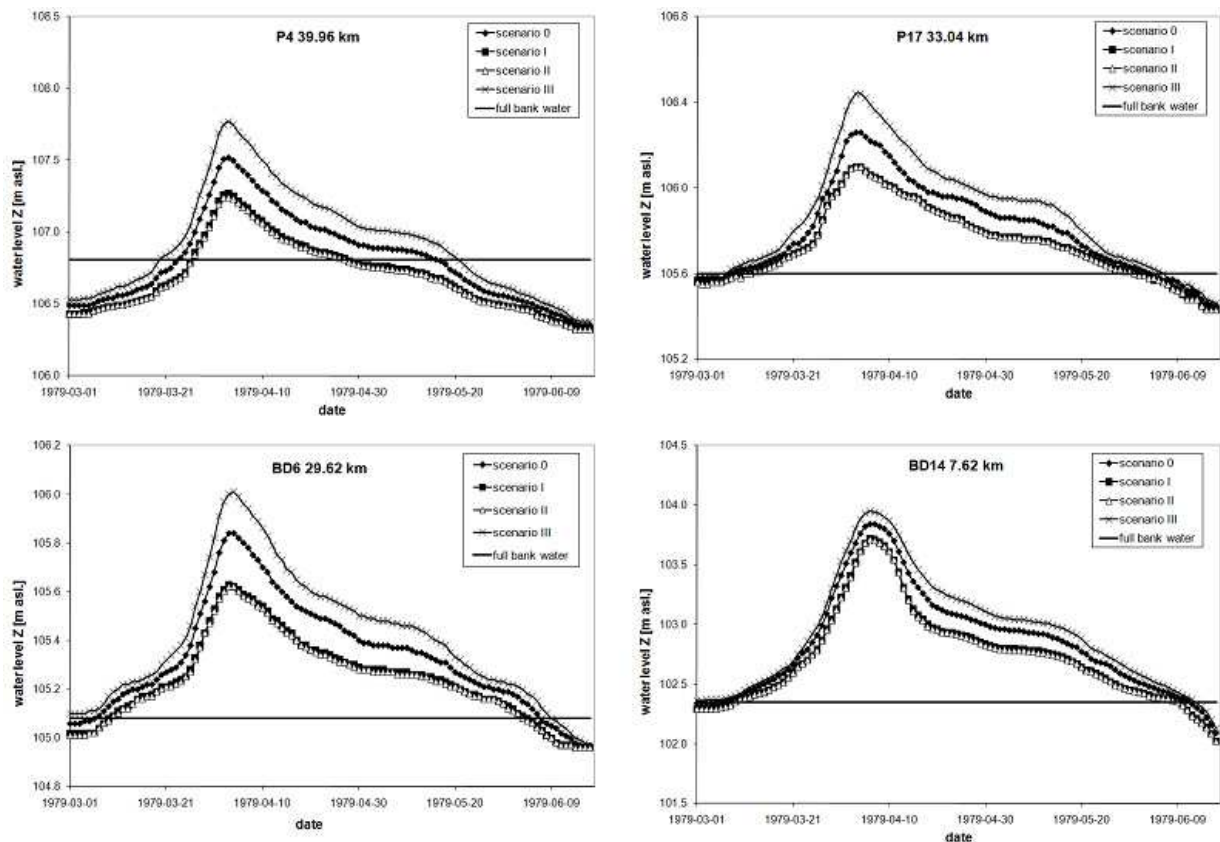 P4 39.96 km
scenario 0
scenario I
scenario II
scenario III
full bank water
108.5
108.0
107.5
107.0
106.5
106.0
water level Z [m asl.]
1979-03-01 1979-03-21 1979-04-10 1979-04-30 1979-05-20 1979-06-09
date
P17 33.04 km
scenario 0
scenario I
scenario II
scenario III
full bank water
106.8
106.4
106.0
105.6
105.2
water level Z [m asl.]
1979-03-01 1979-03-21 1979-04-10 1979-04-30 1979-05-20 1979-06-09
date
BD6 29.62 km
scenario 0
scenario I
scenario II
scenario III
full bank water
106.2
106.0
105.8
105.6
105.4
105.2
105.0
104.8
water level Z [m asl.]
1979-03-01 1979-03-21 1979-04-10 1979-04-30 1979-05-20 1979-06-09
date
BD14 7.62 km
scenario 0
scenario I
scenario II
scenario III
full bank water
104.5
104.0
103.5
103.0
102.5
102.0
101.5
water level Z [m asl.]
1979-03-01 1979-03-21 1979-04-10 1979-04-30 1979-05-20 1979-06-09
date